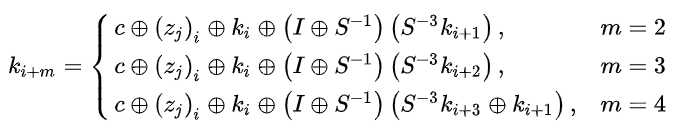 k_{i+m} = { c ⊕ (z_j)_i ⊕ k_i ⊕ (I ⊕ S^{-1}) (S^{-3} k_{i+1}) , m = 2
c ⊕ (z_j)_i ⊕ k_i ⊕ (I ⊕ S^{-1}) (S^{-3} k_{i+2}) , m = 3
c ⊕ (z_j)_i ⊕ k_i ⊕ (I ⊕ S^{-1}) (S^{-3} k_{i+3} ⊕ k_{i+1}) , m = 4